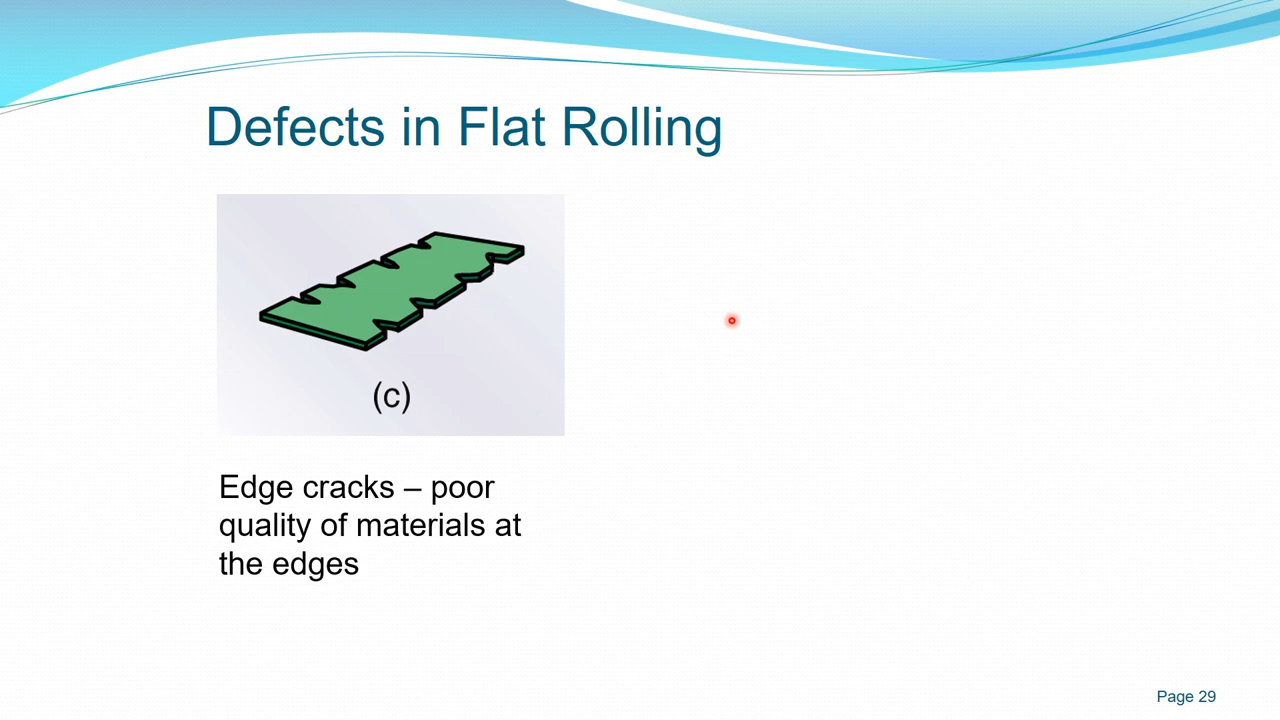 Defects in Flat Rolling
(c)
Edge cracks – poor
quality of materials at
the edges
Page 29